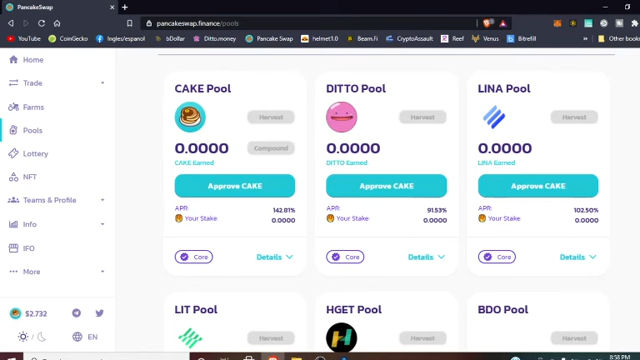 PancakeSwap
pancakeswap.finance/pools
YouTube CoinGecko Ingles/espanol bDollar Ditto.money Pancake Swap helmet1.0 Beam.Fi CryptoAssault Reef Venus Bitrefill Other book
Home
Trade
Farms
Pools
Lottery
NFT
Teams & Profile
Info
IFO
More
$2.732
EN
CAKE Pool
Harvest
0.0000
Compound
CAKE Earned
Approve CAKE
APR: 142.81%
Your Stake 0.0000
Core Details
DITTO Pool
Harvest
0.0000
DITTO Earned
Approve CAKE
APR: 91.53%
Your Stake 0.0000
Core Details
LINA Pool
Harvest
0.0000
LINA Earned
Approve CAKE
APR: 102.50%
Your Stake 0.0000
Core Details
LIT Pool
Harvest
HGET Pool
Harvest
BDO Pool
Harvest
8:58 PM